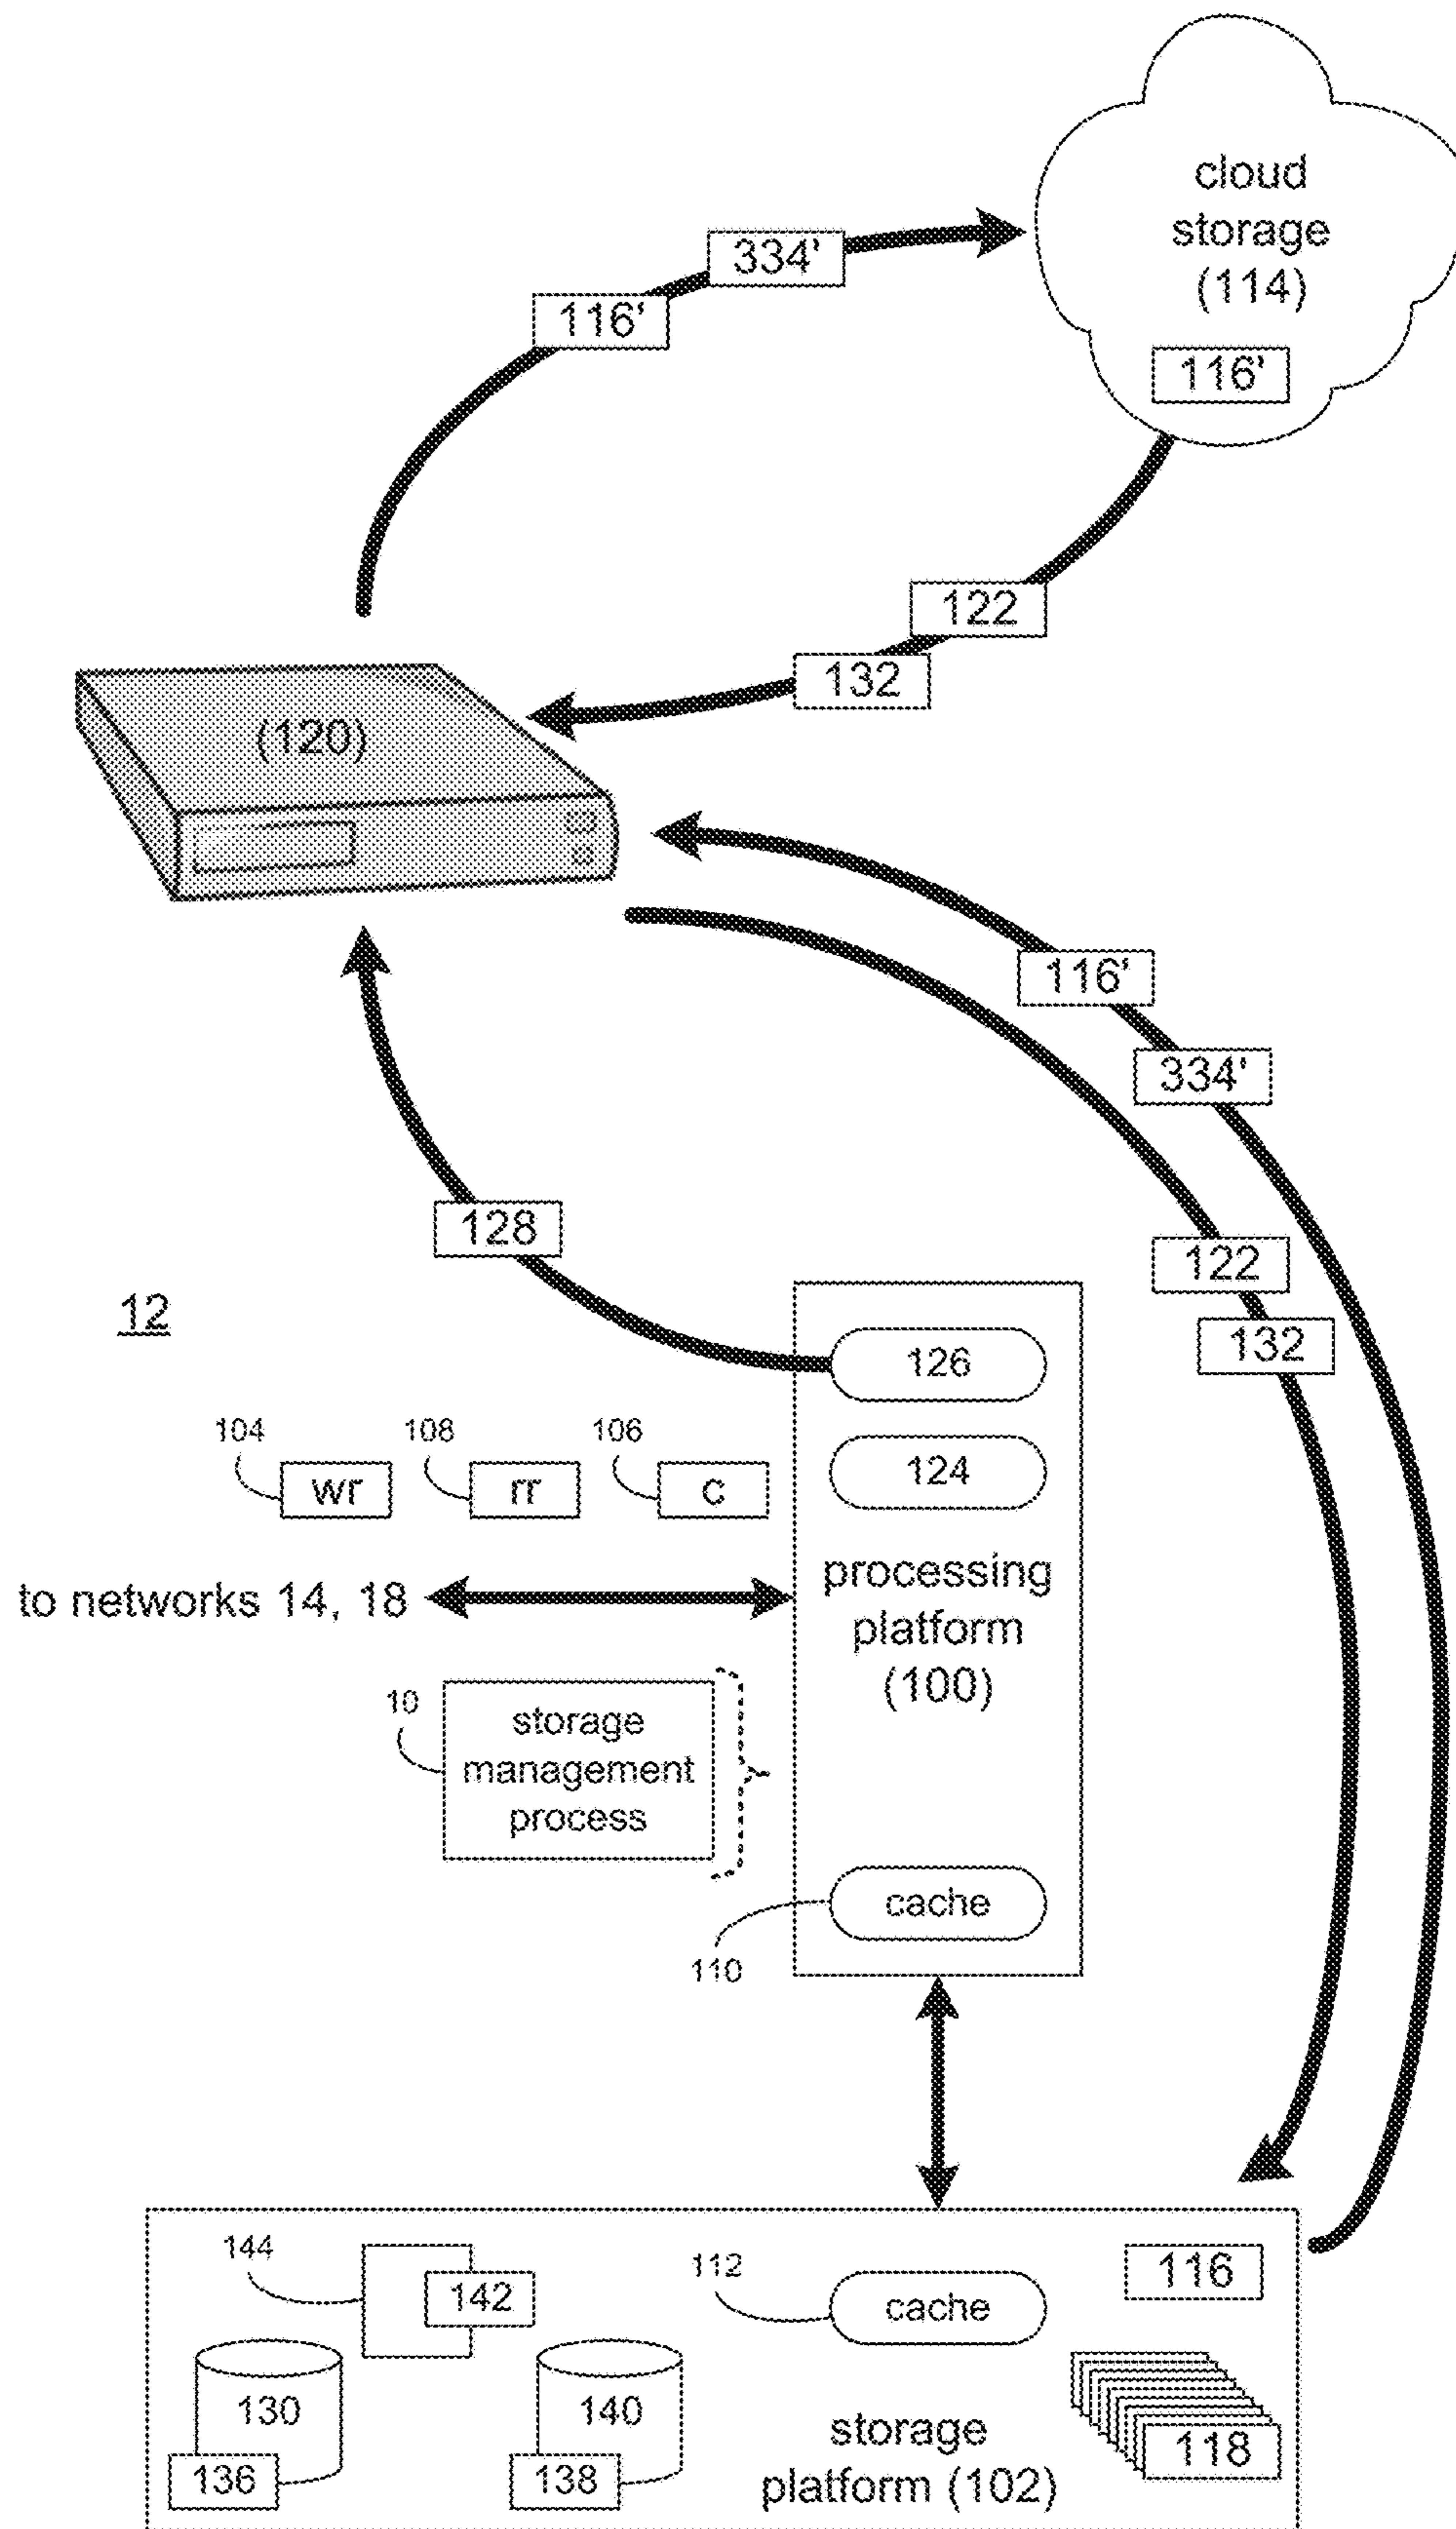 cloud
storage
(114)
334'
116'
116'
122
132
(120)
116'
334'
128
122
132
12
126
104
108
106
wr
rr
c
124
processing
platform
(100)
to networks 14, 18
10
storage
management
process
cache
110
144
142
112
cache
116
130
136
140
138
storage
platform (102)
118